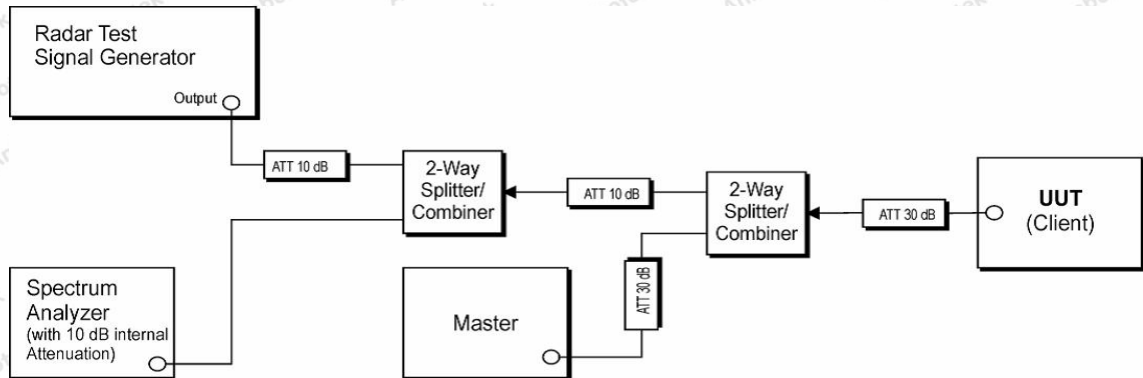 Radar Test
Signal Generator
Output
ATT 10 dB
2-Way
Splitter/
Combiner
ATT 10 dB
2-Way
Splitter/
Combiner
ATT 30 dB
UUT
(Client)
Spectrum
Analyzer
(with 10 dB internal
Attenuation)
Master
ATT 30 dB